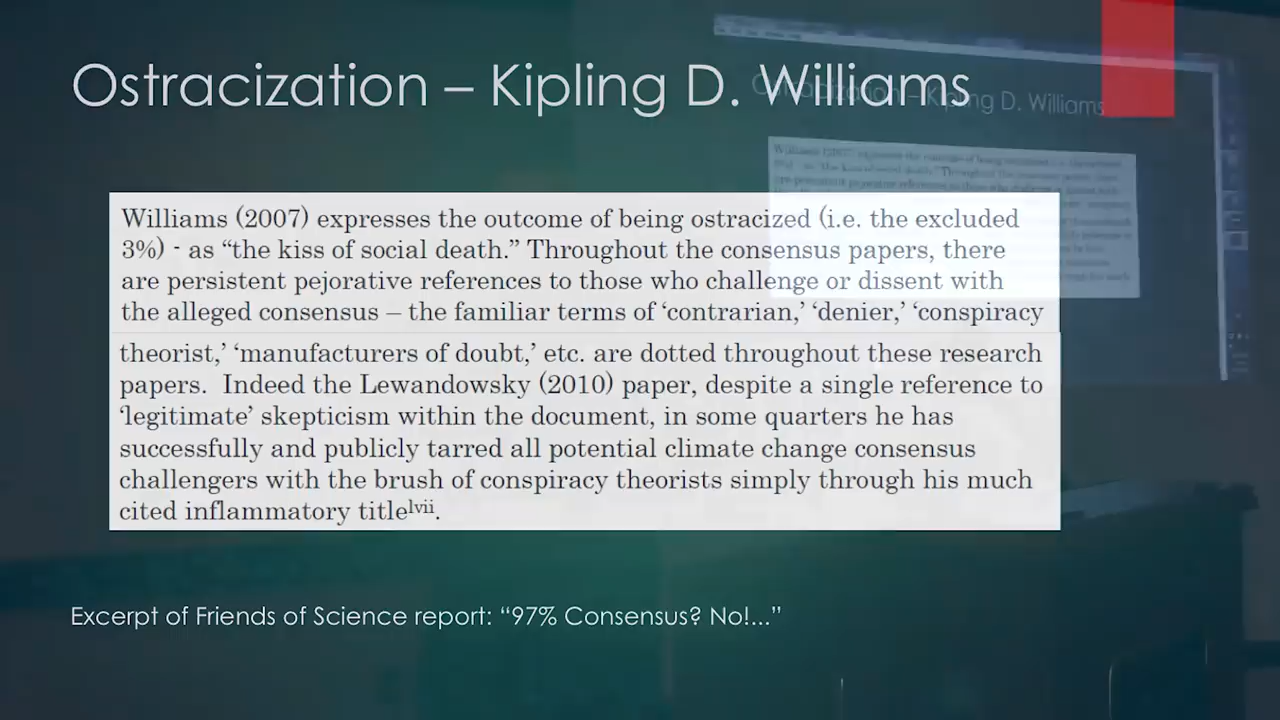 Ostracization – Kipling D. Williams
Williams (2007) expresses the outcome of being ostracized (i.e. the excluded
3%) - as “the kiss of social death.” Throughout the consensus papers, there
are persistent pejorative references to those who challenge or dissent with
the alleged consensus – the familiar terms of ‘contrarian,’ ‘denier,’ ‘conspiracy
theorist,’ ‘manufacturers of doubt,’ etc. are dotted throughout these research
papers.  Indeed the Lewandowsky (2010) paper, despite a single reference to
‘legitimate’ skepticism within the document, in some quarters he has
successfully and publicly tarred all potential climate change consensus
challengers with the brush of conspiracy theorists simply through his much
cited inflammatory titlelvii.
Excerpt of Friends of Science report: “97% Consensus? No!...”
Kipling D. Williams